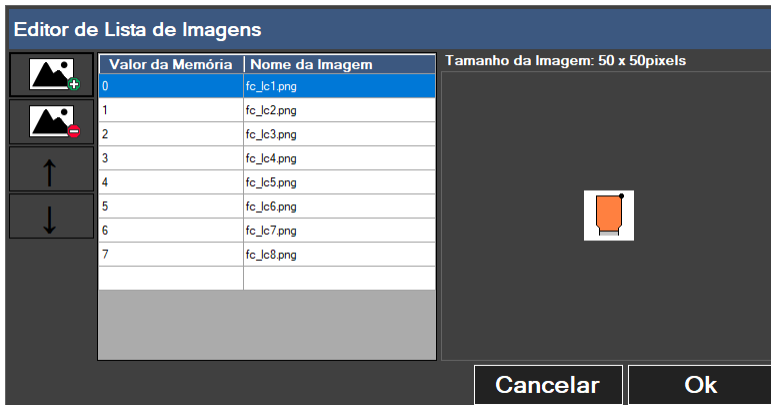 Editor de Lista de Imagens
Valor da Memória Nome da Imagem
0 fc_lc1.png
1 fc_lc2.png
2 fc_lc3.png
3 fc_lc4.png
4 fc_lc5.png
5 fc_lc6.png
6 fc_lc7.png
7 fc_lc8.png
Tamanho da Imagem: 50 x 50pixels
Cancelar Ok